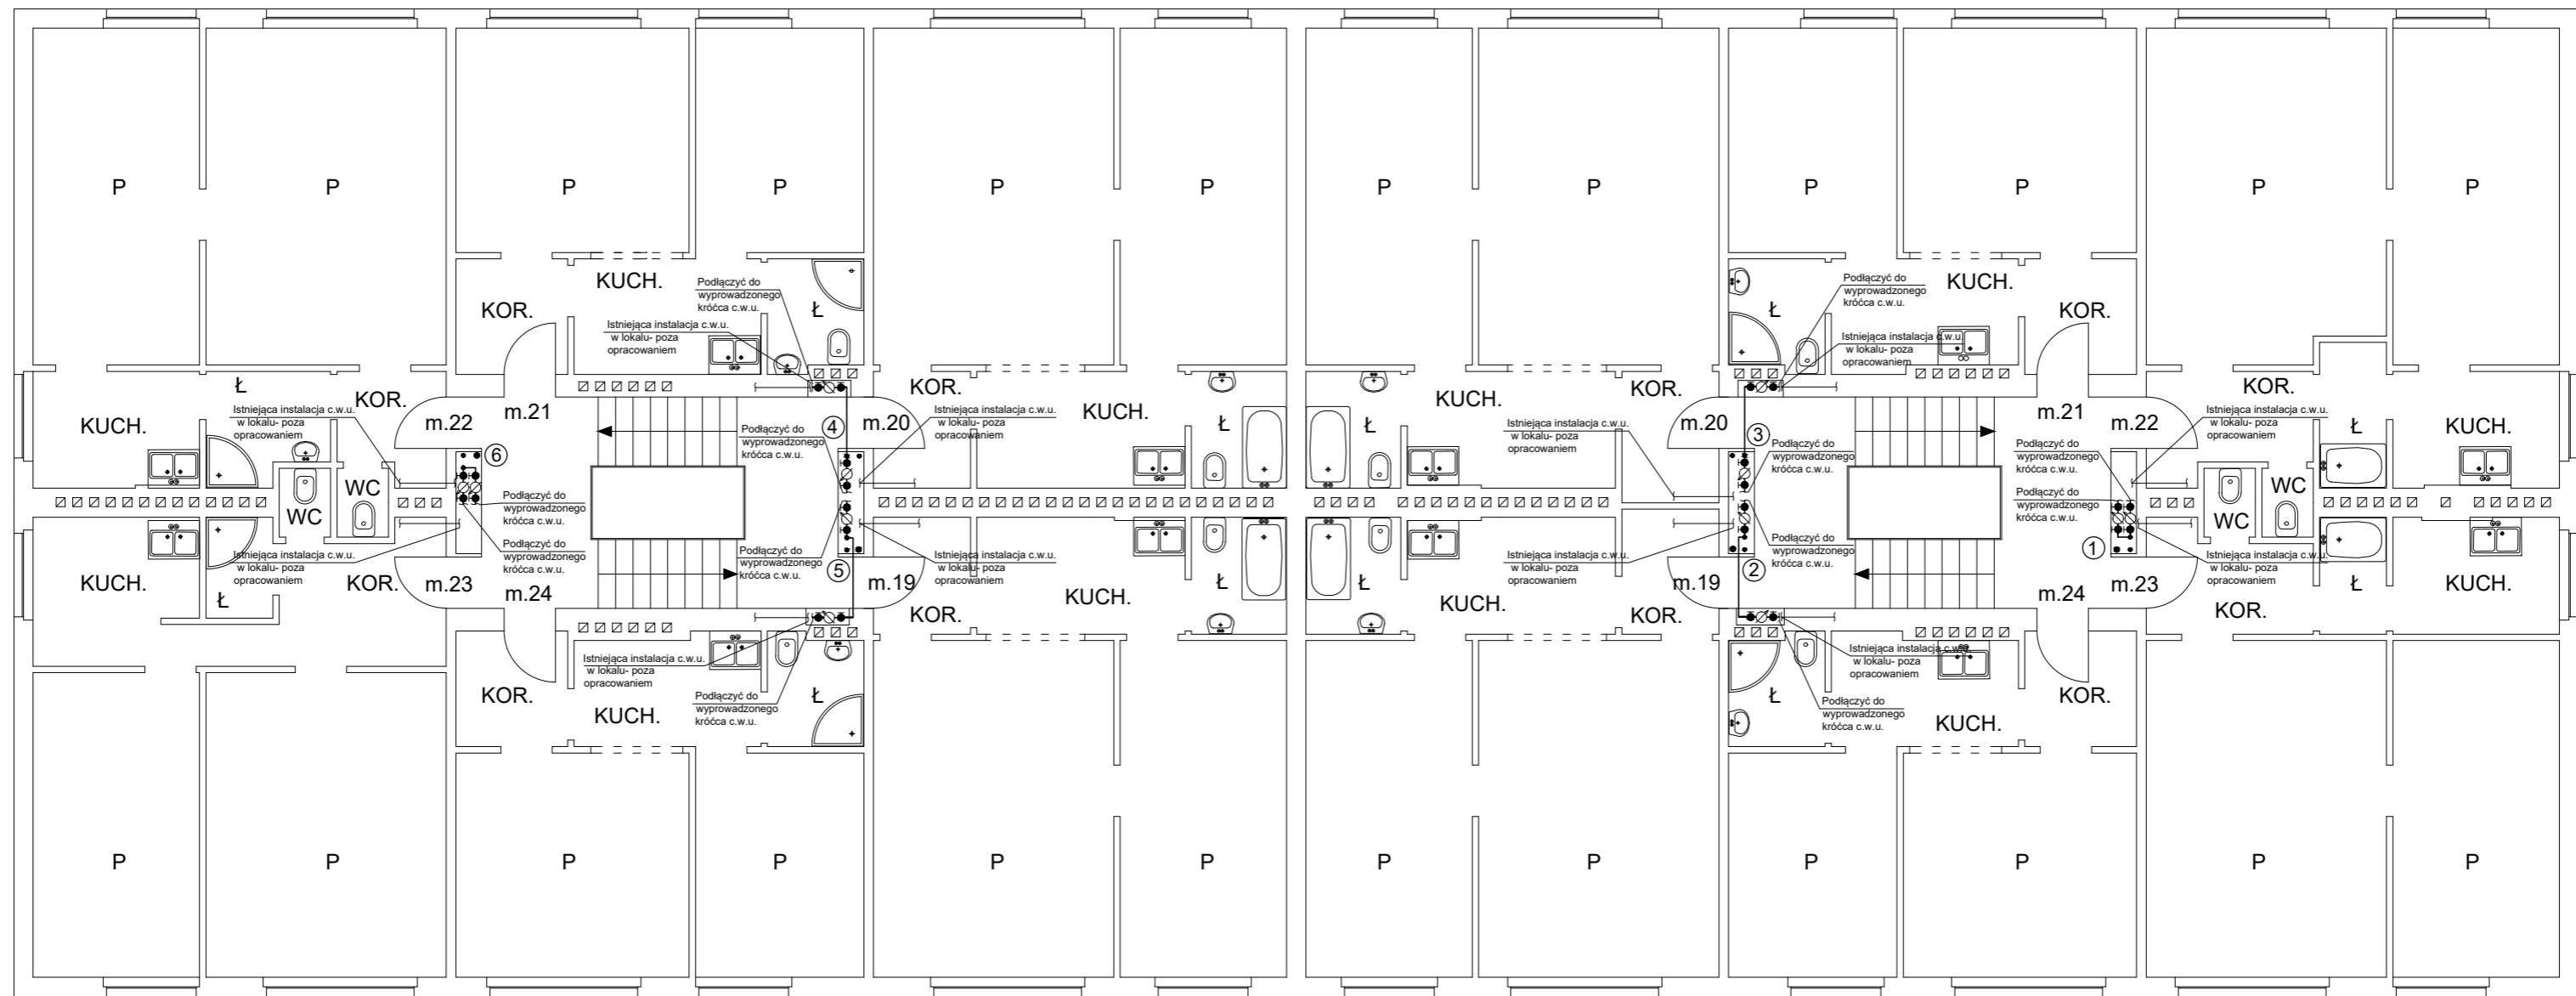 P
P
P
P
P
P
P
P
P
P
P
P
KUCH.
Podłączyć do
wyprowadzonego
króćca c.w.u.
Ł
KOR.
Istniejąca instalacja c.w.u.
w lokalu- poza
opracowaniem
Podłączyć do
wyprowadzonego
króćca c.w.u.
KUCH.
Ł
KOR.
Istniejąca instalacja c.w.u.
w lokalu- poza
opracowaniem
Ł
KOR.
KUCH.
Istniejąca instalacja c.w.u.
w lokalu- poza
opracowaniem
m.22
m.21
④
Podłączyć do
wyprowadzonego
króćca c.w.u.
m.20
KOR.
Istniejąca instalacja c.w.u.
w lokalu- poza
opracowaniem
KUCH.
Ł
Ł
KUCH.
KOR.
Istniejąca instalacja c.w.u.
w lokalu- poza
opracowaniem
m.20
③
Podłączyć do
wyprowadzonego
króćca c.w.u.
m.21
m.22
Podłączyć do
wyprowadzonego
króćca c.w.u.
KOR.
Istniejąca instalacja c.w.u.
w lokalu- poza
opracowaniem
Ł
KUCH.
⑥
WC
WC
Podłączyć do
wyprowadzonego
króćca c.w.u.
Podłączyć do
wyprowadzonego
króćca c.w.u.
WC
WC
Istniejąca instalacja c.w.u.
w lokalu- poza
opracowaniem
KUCH.
Ł
KOR.
m.23
m.24
Podłączyć do
wyprowadzonego
króćca c.w.u.
Podłączyć do
wyprowadzonego
króćca c.w.u.
⑤
m.19
Istniejąca instalacja c.w.u.
w lokalu- poza
opracowaniem
KOR.
KUCH.
Ł
Ł
KUCH.
Istniejąca instalacja c.w.u.
w lokalu- poza
opracowaniem
KOR.
m.19
②
Podłączyć do
wyprowadzonego
króćca c.w.u.
①
m.24
m.23
Istniejąca instalacja c.w.u.
w lokalu- poza
opracowaniem
KOR.
Ł
KUCH.
KOR.
Istniejąca instalacja c.w.u.
w lokalu- poza
opracowaniem
KUCH.
Podłączyć do
wyprowadzonego
króćca c.w.u.
Ł
Ł
Istniejąca instalacja c.w.u.
w lokalu- poza
opracowaniem
Podłączyć do
wyprowadzonego
króćca c.w.u.
KUCH.
KOR.
P
P
P
P
P
P
P
P
P
P
P
P